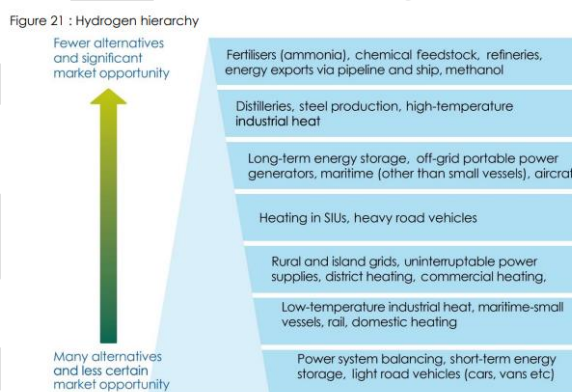 Figure 21 : Hydrogen hierarchy
Fewer alternatives
and significant
market opportunity
Fertilisers (ammonia), chemical feedstock, refineries,
energy exports via pipeline and ship, methanol
Distilleries, steel production, high-temperature
industrial heat
Long-term energy storage, off-grid portable power
generators, maritime (other than small vessels), aircraft
Heating in SIUs, heavy road vehicles
Rural and island grids, uninterruptable power
supplies, district heating, commercial heating,
Low-temperature industrial heat, maritime-small
vessels, rail, domestic heating
Many alternatives
and less certain
market opportunity
Power system balancing, short-term energy
storage, light road vehicles (cars, vans etc)